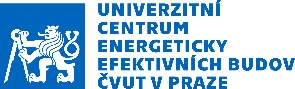 UNIVERZITNÍ
CENTRUM
ENERGETICKY
EFEKTIVNÍCH BUDOV
ČVUT V PRAZE